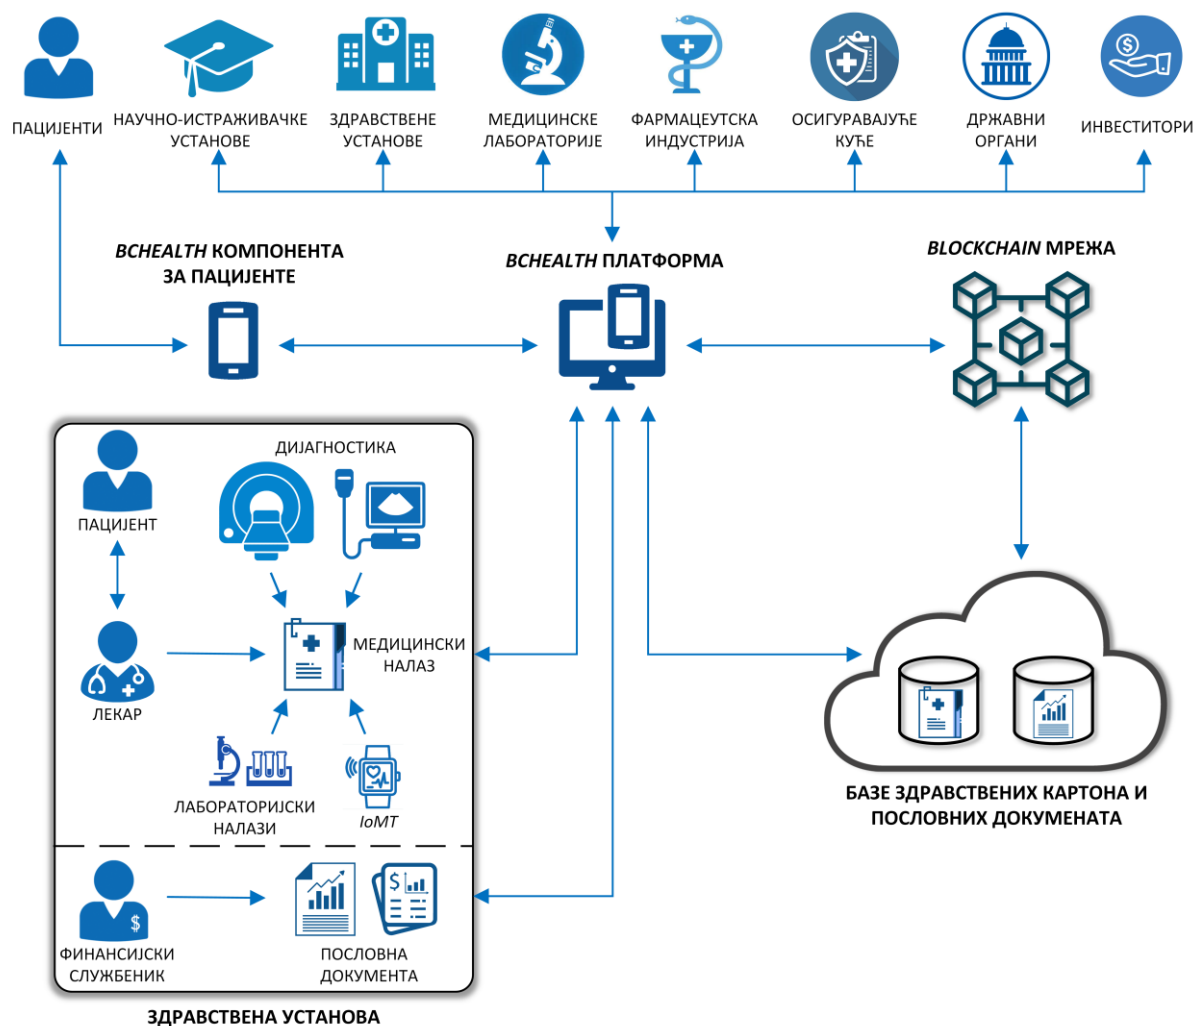 ПАЦИЈЕНТИ
НАУЧНО-ИСТРАЖИВАЧКЕ
УСТАНОВЕ
ЗДРАВСТВЕНЕ
УСТАНОВЕ
МЕДИЦИНСКЕ
ЛАБОРАТОРИЈЕ
ФАРМАЦЕУТСКА
ИНДУСТРИЈА
ОСИГУРАВАЈУЋЕ
КУЋЕ
ДРЖАВНИ
ОРГАНИ
$
ИНВЕСТИТОРИ
BCHEALTH КОМПОНЕНТА
ЗА ПАЦИЈЕНТЕ
BCHEALTH ПЛАТФОРМА
BLOCKCHAIN МРЕЖА
ДИЈАГНОСТИКА
ПАЦИЈЕНТ
МЕДИЦИНСКИ
НАЛАЗ
ЛЕКАР
ЛАБОРАТОРИЈСКИ
НАЛАЗИ
IoMT
БАЗЕ ЗДРАВСТВЕНИХ КАРТОНА И
ПОСЛОВНИХ ДОКУМЕНАТА
$
$
ФИНАНСИЈСКИ
СЛУЖБЕНИК
ПОСЛОВНА
ДОКУМЕНТА
ЗДРАВСТВЕНА УСТАНОВА